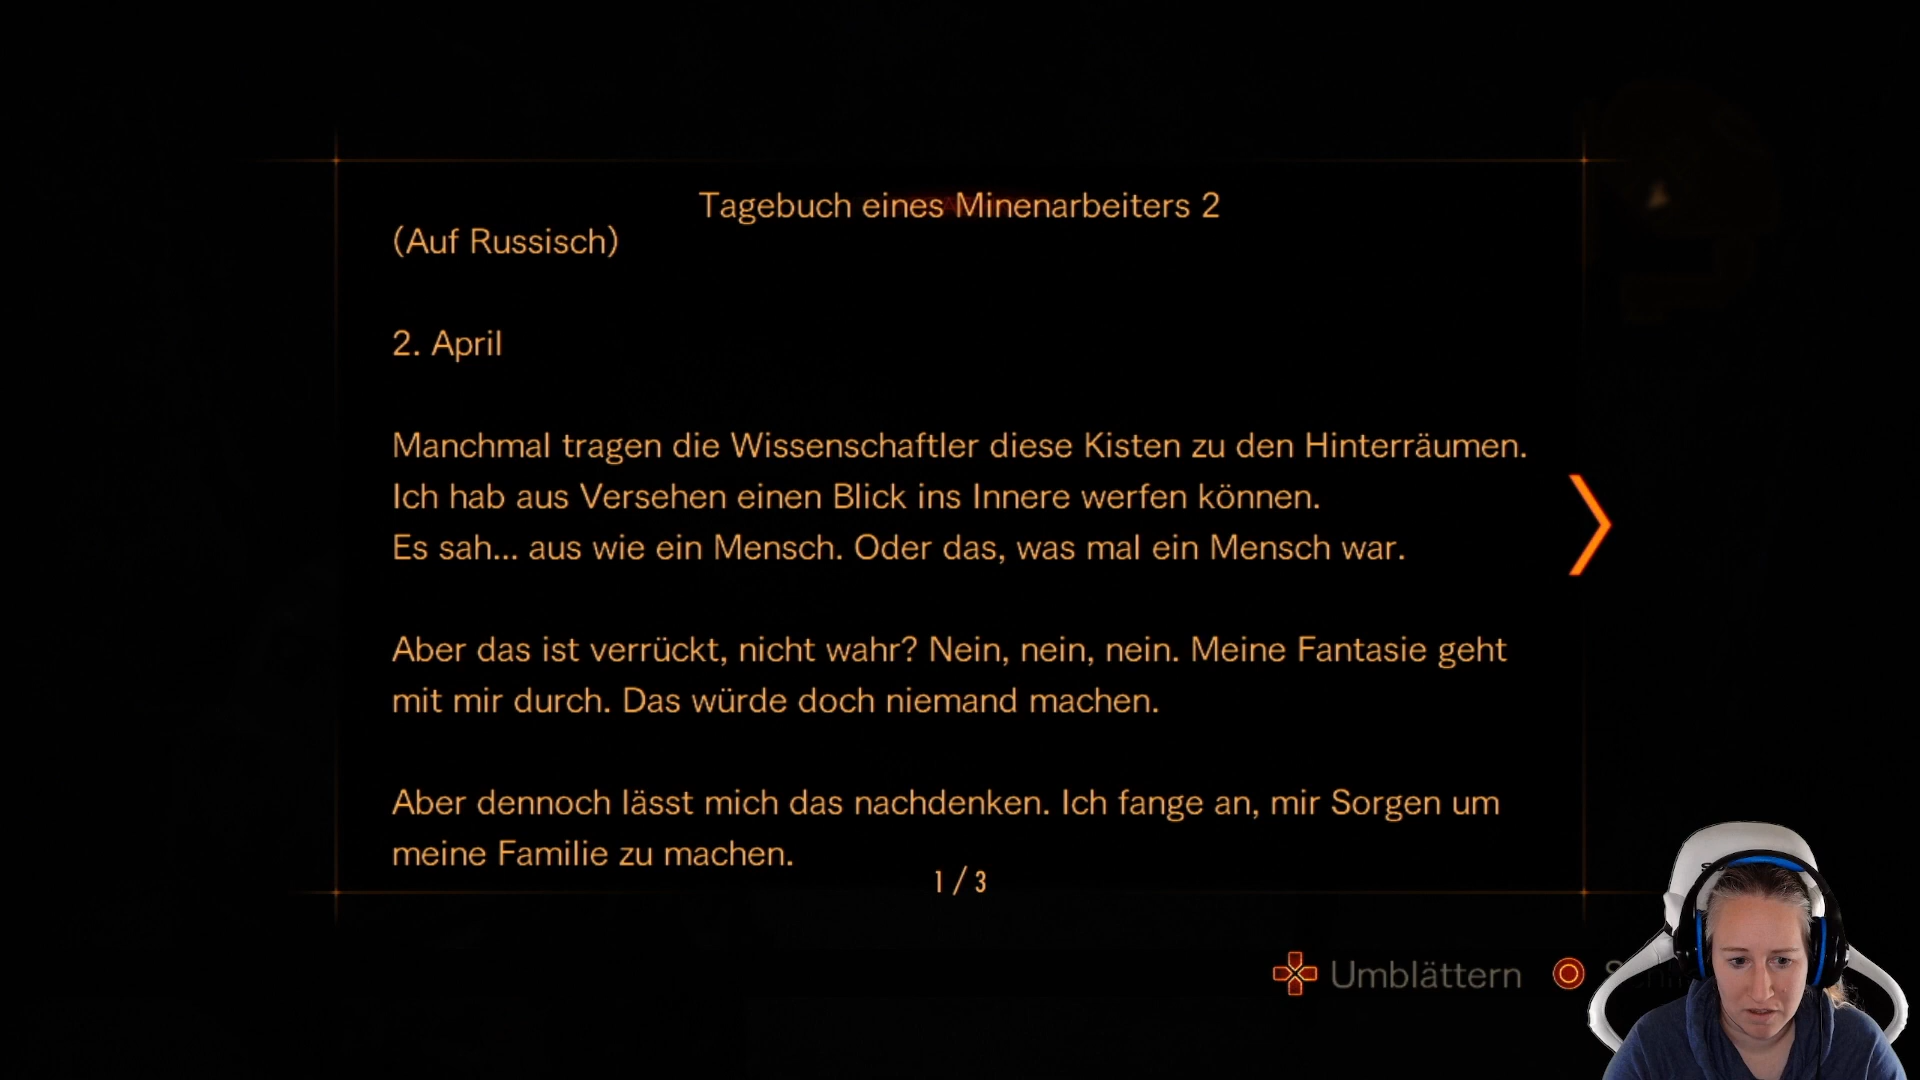 Tagebuch eines Minenarbeiters 2
(Auf Russisch)
2. April
Manchmal tragen die Wissenschaftler diese Kisten zu den Hinterräumen.
Ich hab aus Versehen einen Blick ins Innere werfen können.
Es sah... aus wie ein Mensch. Oder das, was mal ein Mensch war.
Aber das ist verrückt, nicht wahr? Nein, nein, nein. Meine Fantasie geht
mit mir durch. Das würde doch niemand machen.
Aber dennoch lässt mich das nachdenken. Ich fange an, mir Sorgen um
meine Familie zu machen.
1 / 3
Umblättern